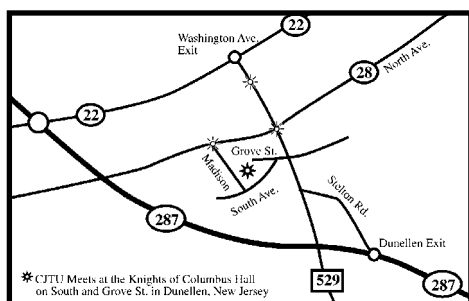 22
Washington Ave.
Exit
28
North Ave.
22
Grove St.
Madison
South Ave.
Stelton Rd.
287
Dunellen Exit
529
287
CJTU Meets at the Knights of Columbus Hall
on South and Grove St. in Dunellen, New Jersey